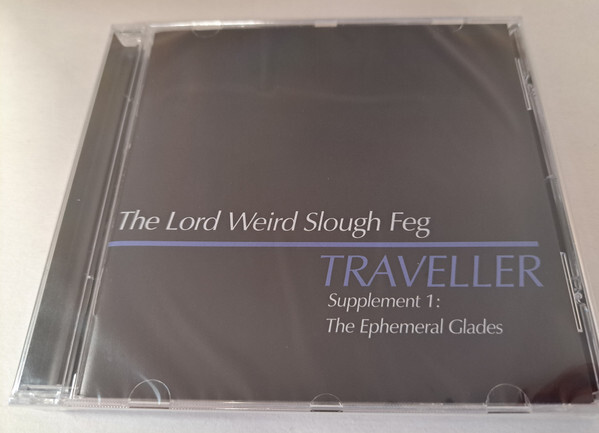 The Lord Weird Slough Feg
TRAVELLER
Supplement 1:
The Ephemeral Glades